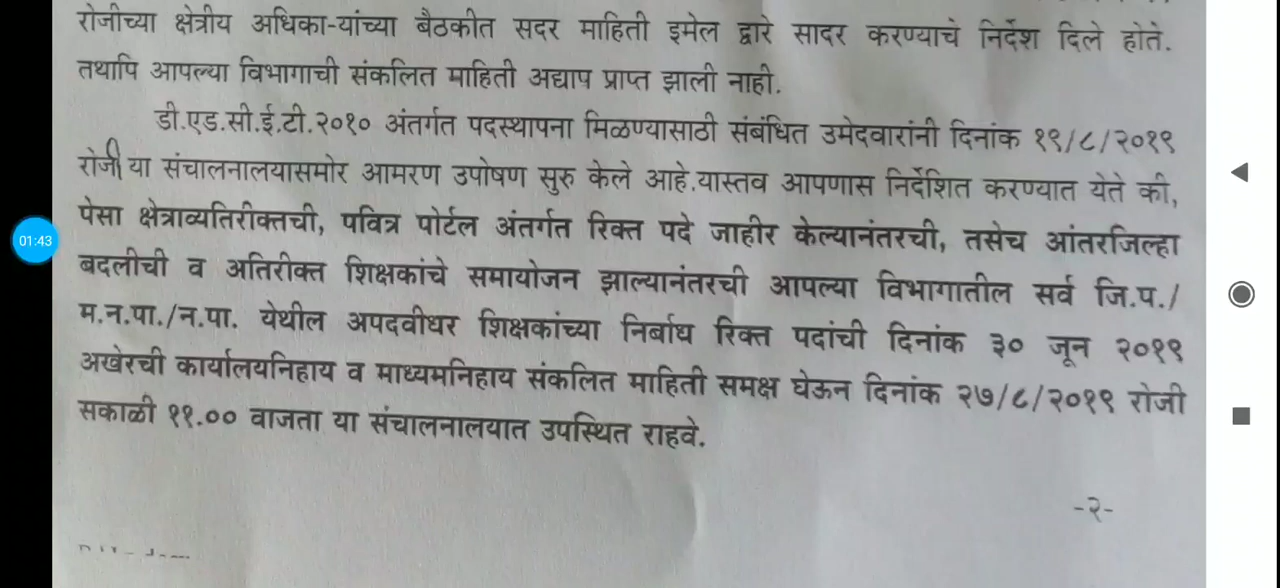 रोजीच्या क्षेत्रीय अधिका-यांच्या बैठकीत सदर माहिती इमेल द्वारे सादर करण्याचे निर्देश दिले होते.
तथापि आपल्या विभागाची संकलित माहिती अद्याप प्राप्त झाली नाही.
डी.एड.सी.ई.टी.२०१० अंतर्गत पदस्थापना मिळण्यासाठी संबंधित उमेदवारांनी दिनांक १९/८/२०१९
रोजी या संचालनालयासमोर आमरण उपोषण सुरु केले आहे.यास्तव आपणास निर्देशित करण्यात येते की,
पेसा क्षेत्राव्यतिरीक्तची, पवित्र पोर्टल अंतर्गत रिक्त पदे जाहीर केल्यानंतरची, तसेच आंतरजिल्हा
01:43
बदलीची व अतिरीक्त शिक्षकांचे समायोजन झाल्यानंतरची आपल्या विभागातील सर्व जि.प./
म.न.पा./न.पा. येथील अपदवीधर शिक्षकांच्या निर्बाध रिक्त पदांची दिनांक ३० जून २०१९
अखेरची कार्यालयनिहाय व माध्यमनिहाय संकलित माहिती समक्ष घेऊन दिनांक २७/८/२०१९ रोजी
सकाळी ११.०० वाजता या संचालनालयात उपस्थित राहवे.
-२-